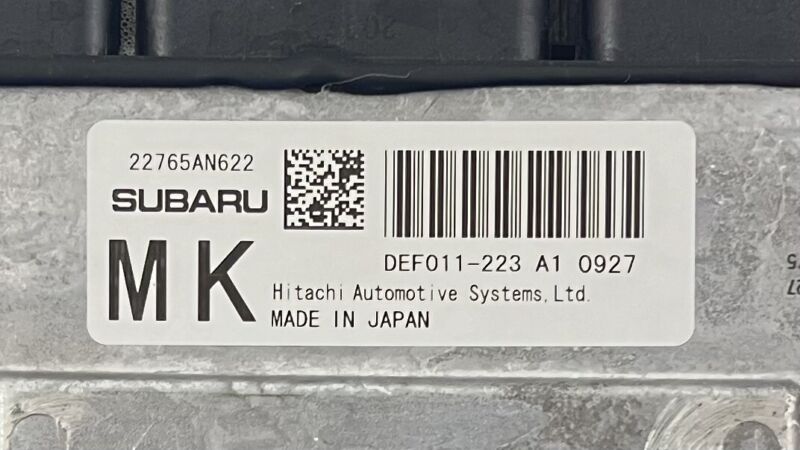 22765AN622
SUBARU
MK
DEF011-223 A1 0927
Hitachi Automotive Systems,Ltd.
MADE IN JAPAN